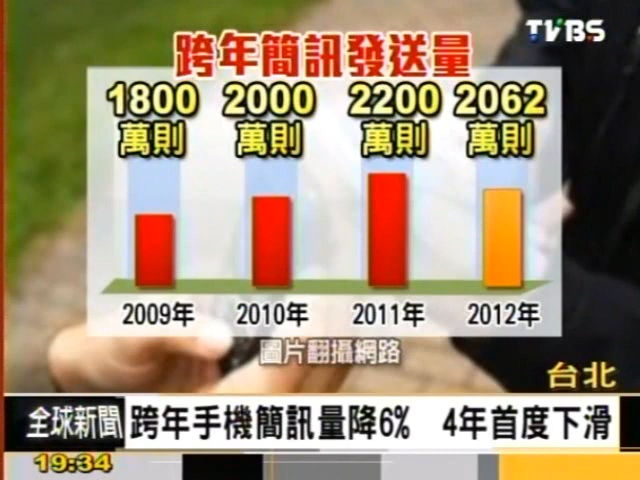 TVBS
跨年簡訊發送量
1800 2000 2200 2062
萬則 萬則 萬則 萬則
2009年 2010年 2011年 2012年
圖片翻攝網路
台北
全球新聞 跨年手機簡訊量降6% 4年首度下滑
19:34